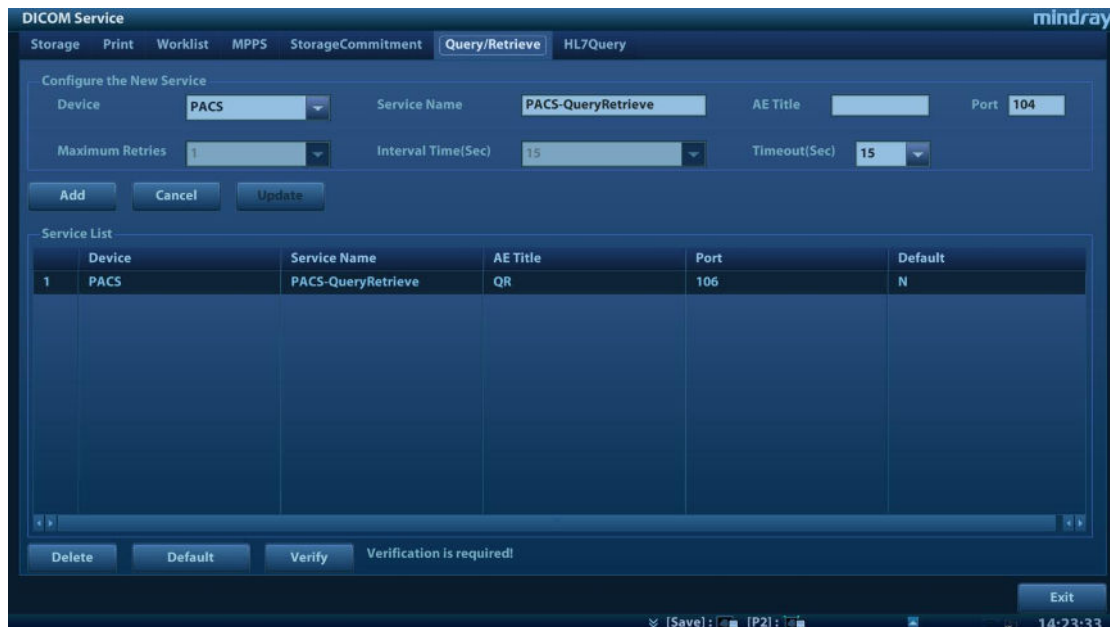 DICOM Service mindray
Storage Print Worklist MPPS StorageCommitment Query/Retrieve HL7Query
Configure the New Service
Device PACS Service Name PACS-QueryRetrieve AE Title Port 104
Maximum Retries 1 Interval Time(Sec) 15 Timeout(Sec) 15
Add Cancel Update
Service List
Device Service Name AE Title Port Default
1 PACS PACS-QueryRetrieve QR 106 N
Delete Default Verify Verification is required!
Exit
[Save]: [P2]: 14:23:33